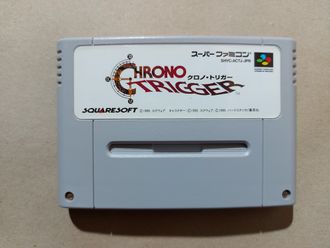 スーパーファミコン
SHVC-ACTJ-JPN
CHRONO
クロノ・トリガー
TRIGGER
SQUARESOFT